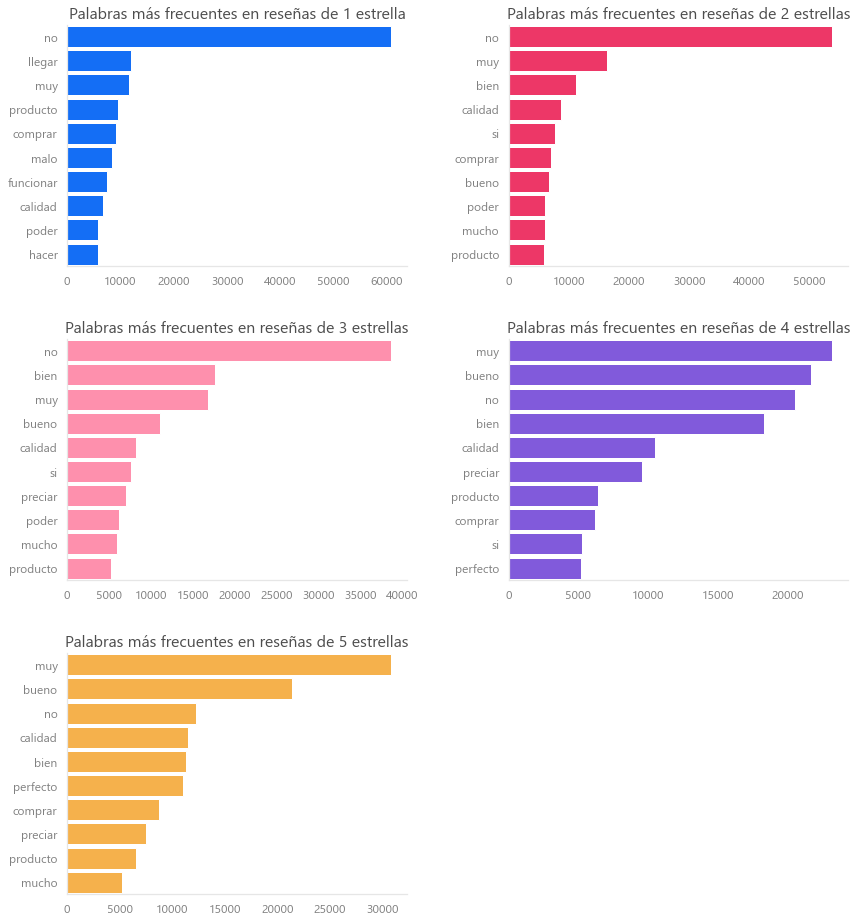 Palabras más frecuentes en reseñas de 1 estrella
no
llegar
muy
producto
comprar
malo
funcionar
calidad
poder
hacer
0 10000 20000 30000 40000 50000 60000
Palabras más frecuentes en reseñas de 2 estrellas
no
muy
bien
calidad
si
comprar
bueno
poder
mucho
producto
0 10000 20000 30000 40000 50000
Palabras más frecuentes en reseñas de 3 estrellas
no
bien
muy
bueno
calidad
si
preciar
poder
mucho
producto
0 5000 10000 15000 20000 25000 30000 35000 40000
Palabras más frecuentes en reseñas de 4 estrellas
muy
bueno
no
bien
calidad
preciar
producto
comprar
si
perfecto
0 5000 10000 15000 20000
Palabras más frecuentes en reseñas de 5 estrellas
muy
bueno
no
calidad
bien
perfecto
comprar
preciar
producto
mucho
0 5000 10000 15000 20000 25000 30000